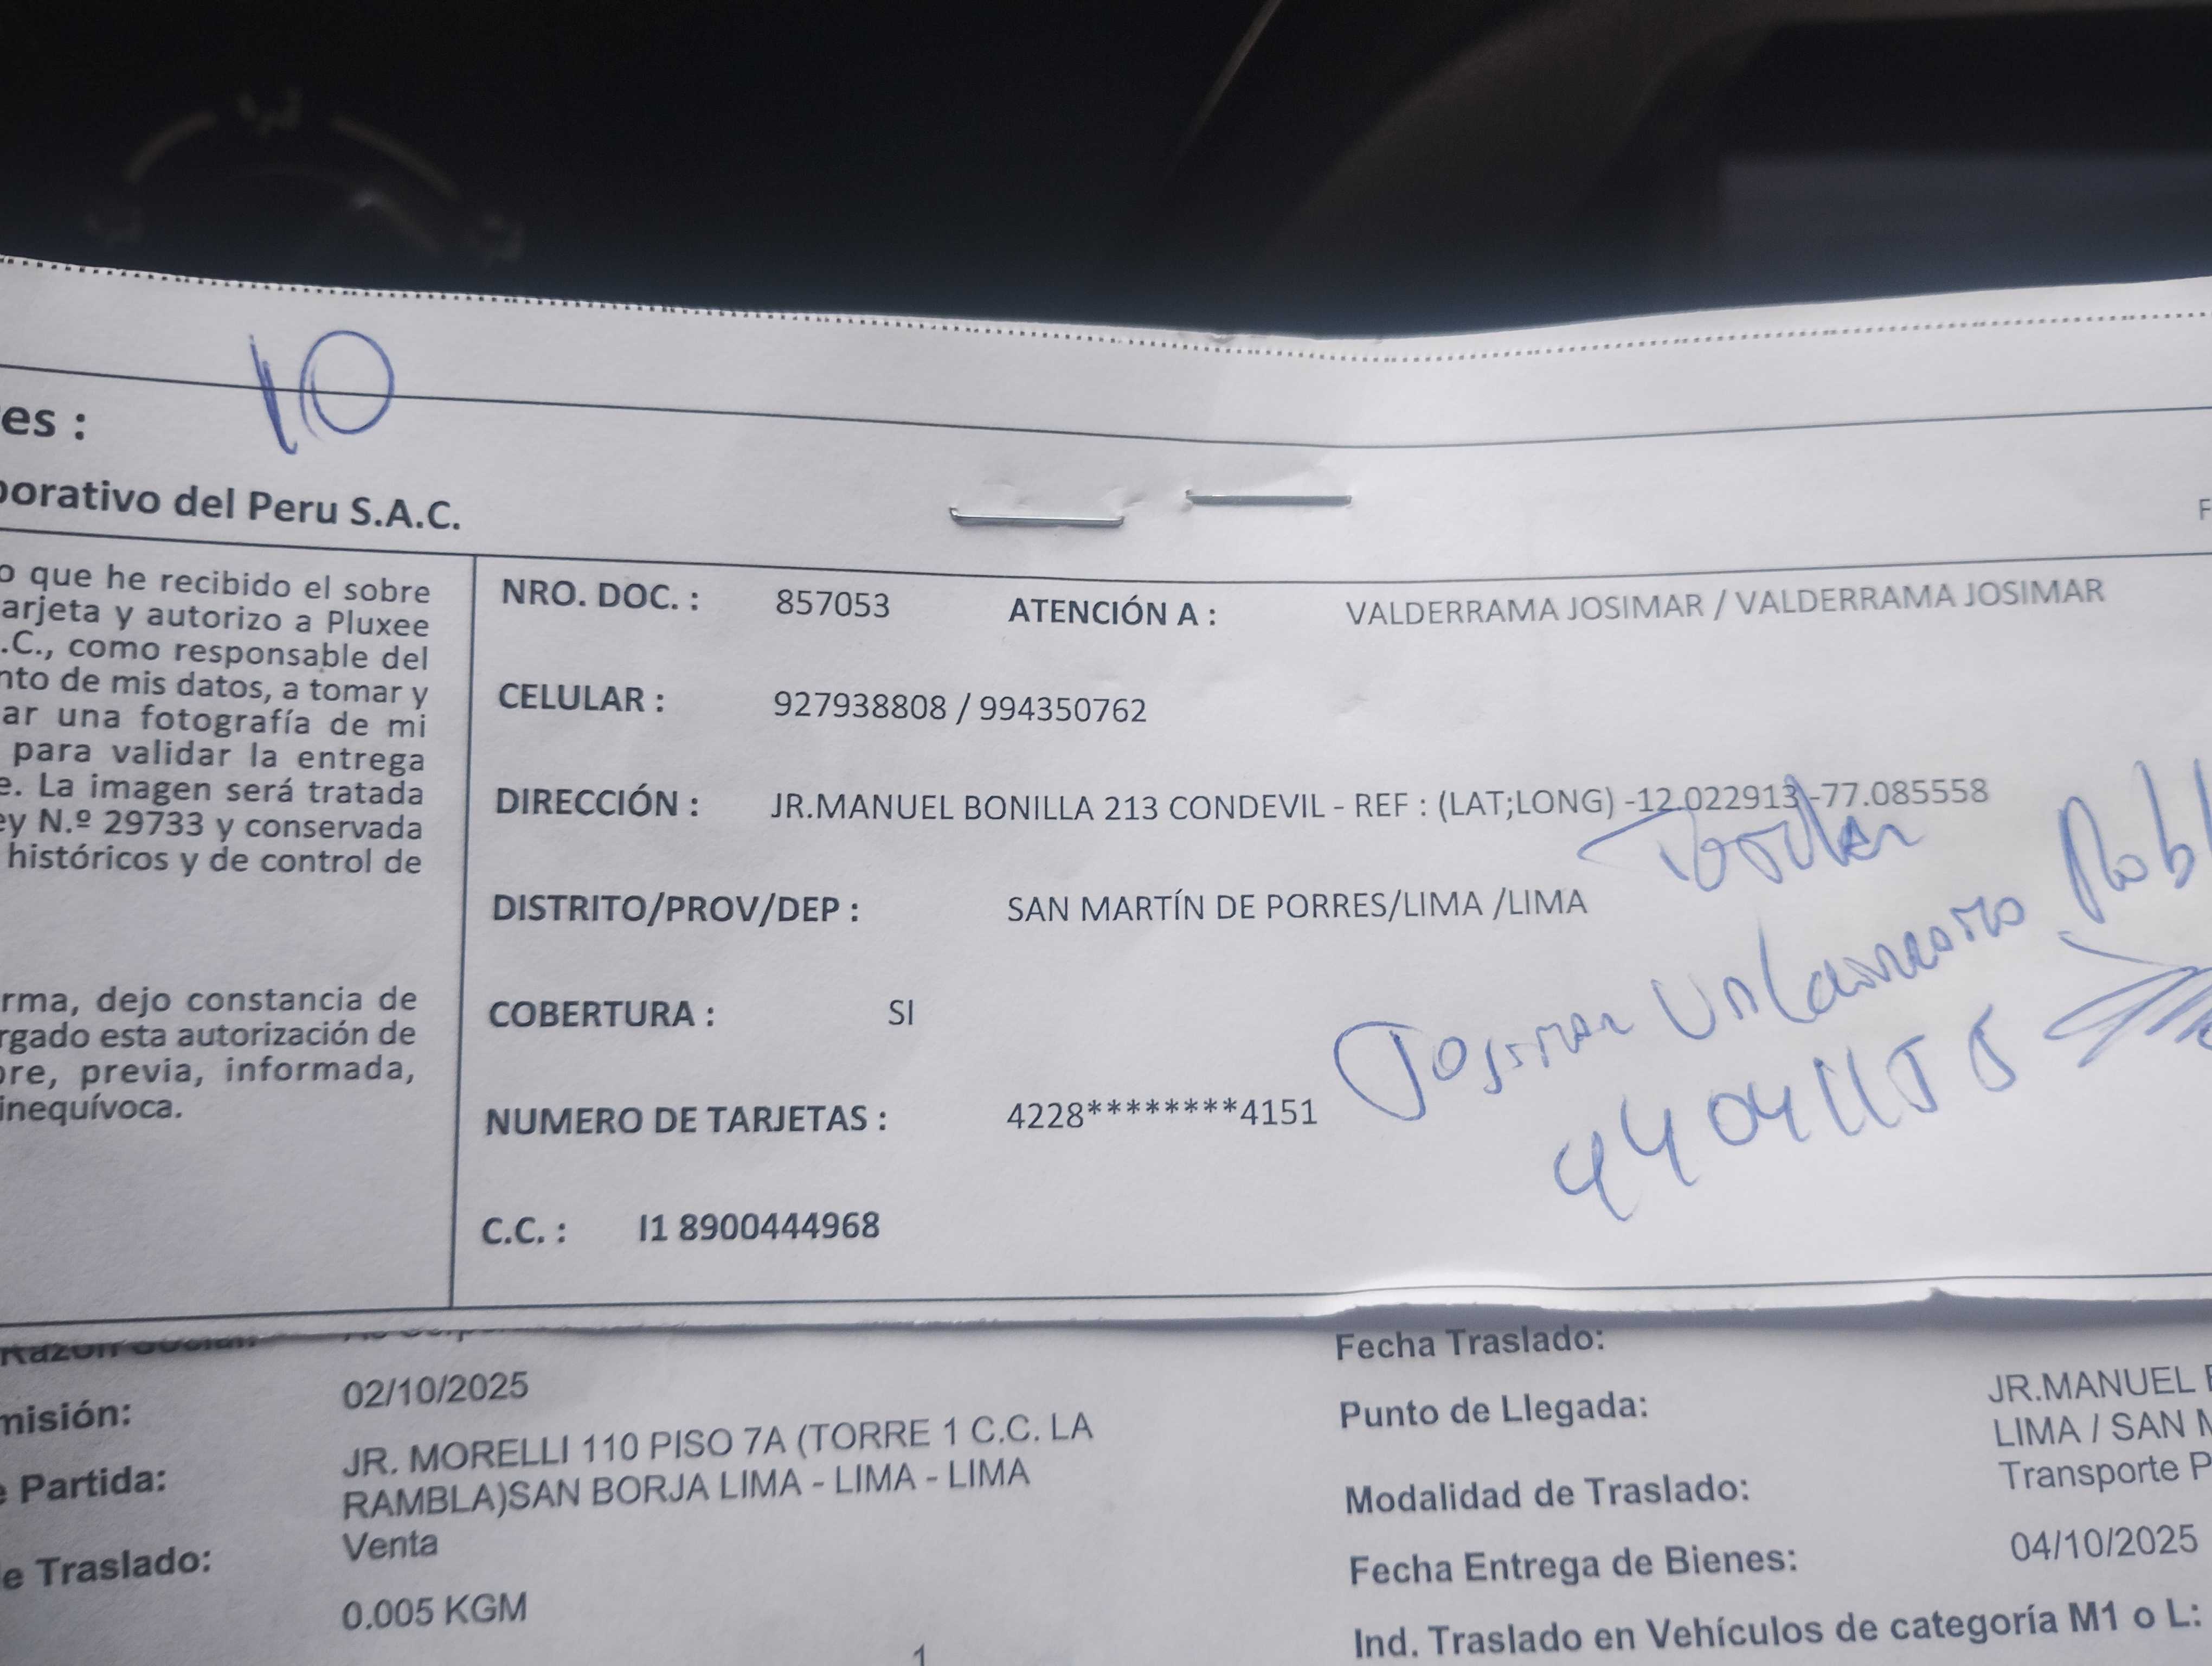 10
es :
porativo del Peru S.A.C.
F
o que he recibido el sobre
arjeta y autorizo a Pluxee
.C., como responsable del
nto de mis datos, a tomar y
ar una fotografía de mi
para validar la entrega
e. La imagen será tratada
ey N.º 29733 y conservada
históricos y de control de
rma, dejo constancia de
rgado esta autorización de
bre, previa, informada,
inequívoca.
NRO. DOC. : 857053 ATENCIÓN A : VALDERRAMA JOSIMAR / VALDERRAMA JOSIMAR
CELULAR : 927938808 / 994350762
DIRECCIÓN : JR.MANUEL BONILLA 213 CONDEVIL - REF : (LAT;LONG) -12.022913,-77.085558
DISTRITO/PROV/DEP : SAN MARTÍN DE PORRES/LIMA /LIMA
COBERTURA : SI
NUMERO DE TARJETAS : 4228********4151
C.C. : I1 8900444968
Josimar Valderrama Robl
Razón Social:
Fecha Traslado:
misión: 02/10/2025
Punto de Llegada: JR.MANUEL
LIMA / SAN M
e Partida: JR. MORELLI 110 PISO 7A (TORRE 1 C.C. LA
RAMBLA)SAN BORJA LIMA - LIMA - LIMA
Modalidad de Traslado: Transporte P
e Traslado: Venta
Fecha Entrega de Bienes: 04/10/2025
0.005 KGM
Ind. Traslado en Vehículos de categoría M1 o L:
1